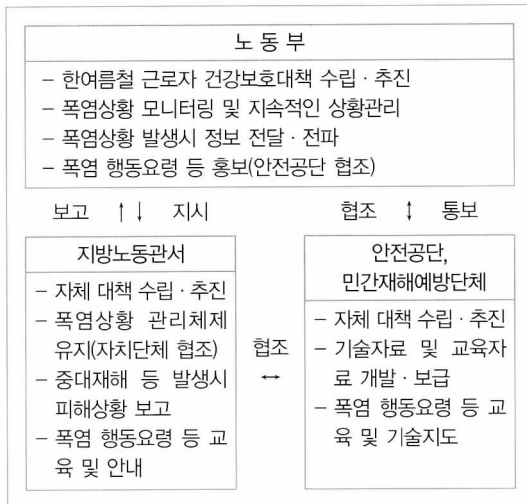 노 동 부
– 한여름철 근로자 건강보호대책 수립 · 추진
– 폭염상황 모니터링 및 지속적인 상황관리
– 폭염상황 발생시 정보 전달 · 전파
– 폭염 행동요령 등 홍보(안전공단 협조)
보고 ↑↓ 지시
협조 ↕ 통보
지방노동관서
– 자체 대책 수립 · 추진
– 폭염상황 관리체제
유지(자치단체 협조)
– 중대재해 등 발생시
피해상황 보고
– 폭염 행동요령 등 교
육 및 안내
협조
↔
안전공단,
민간재해예방단체
– 자체 대책 수립 · 추진
– 기술자료 및 교육자
료 개발 · 보급
– 폭염 행동요령 등 교
육 및 기술지도